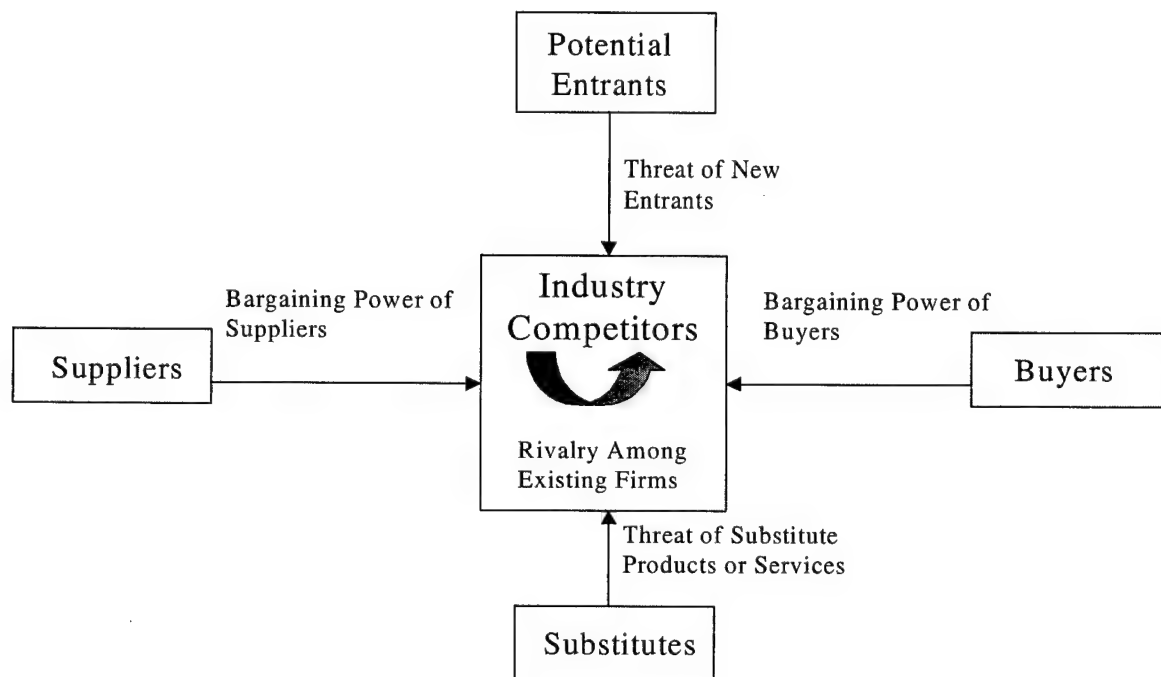 Potential
Entrants
Threat of New
Entrants
Industry
Competitors
Bargaining Power of
Suppliers
Bargaining Power of
Buyers
Suppliers
Buyers
Rivalry Among
Existing Firms
Threat of Substitute
Products or Services
Substitutes